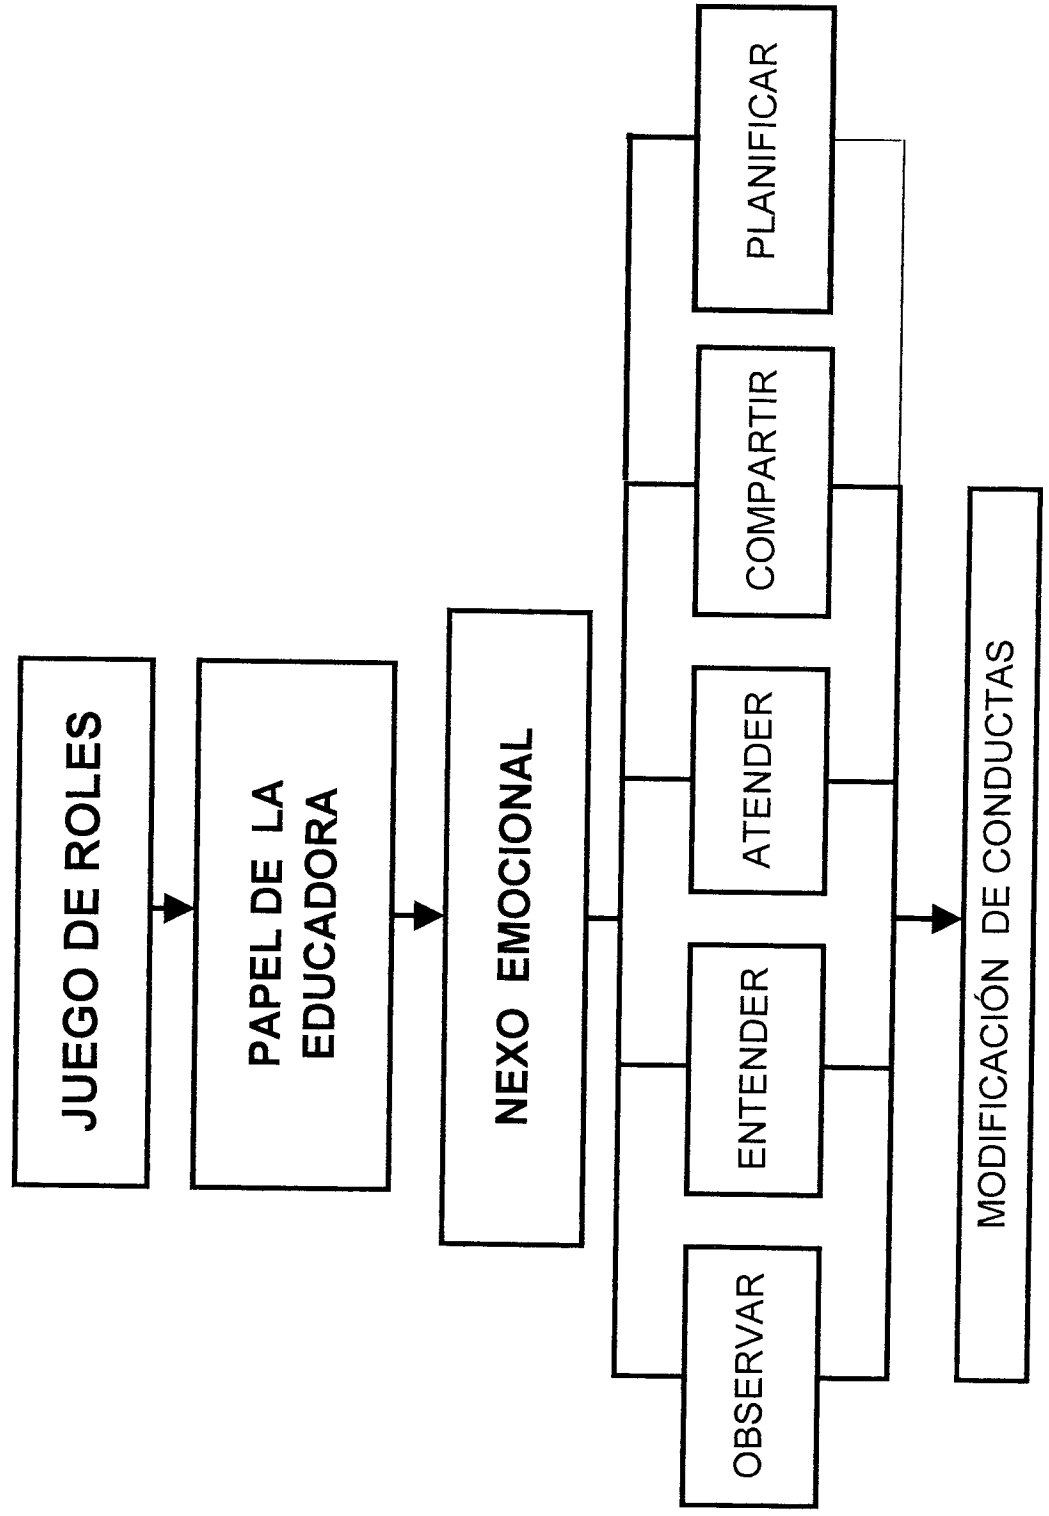 JUEGO DE ROLES
PAPEL DE LA
EDUCADORA
NEXO EMOCIONAL
OBSERVAR
ENTENDER
ATENDER
COMPARTIR
PLANIFICAR
MODIFICACIÓN DE CONDUCTAS